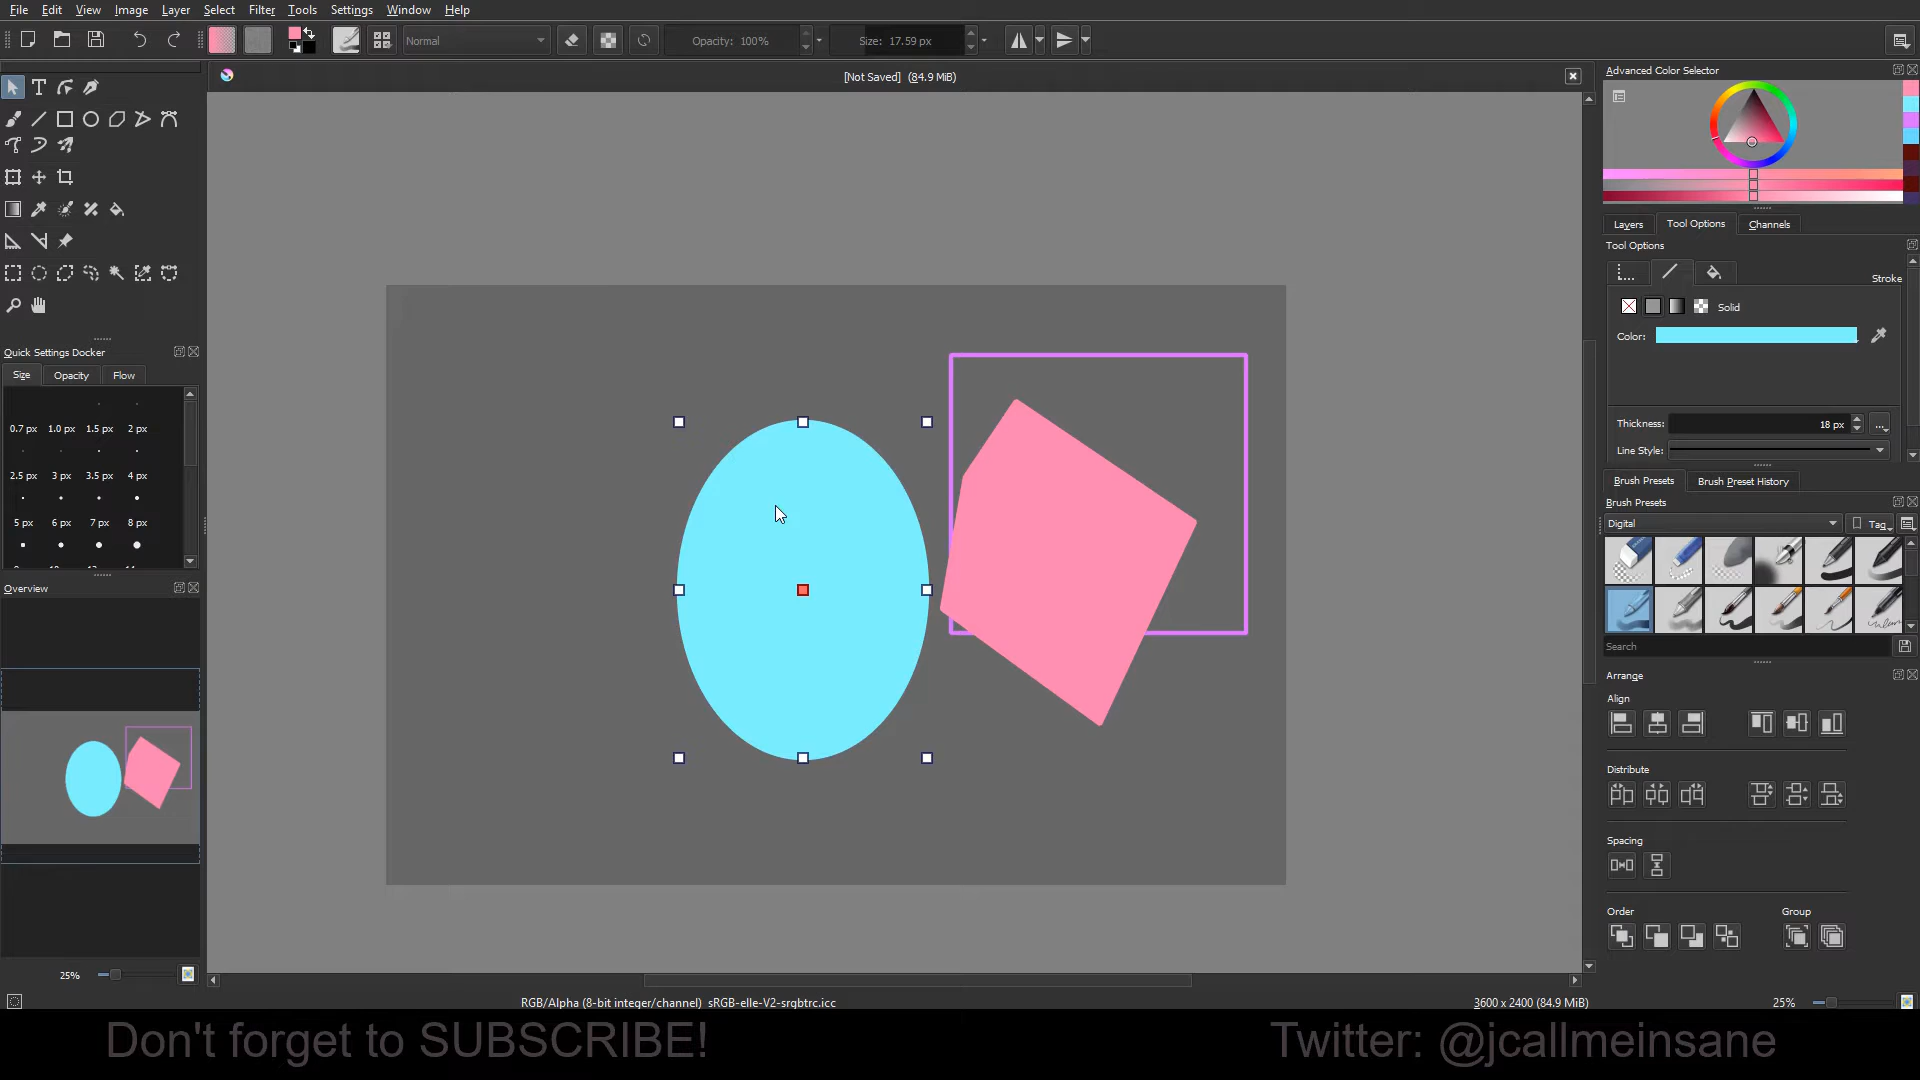 File Edit View Image Layer Select Filter Tools Settings Window Help
Normal Opacity: 100% Size: 17.59 px
[Not Saved] (84.9 MiB)
Advanced Color Selector
Layers Tool Options Channels
Tool Options
Stroke
Solid
Color:
Thickness: 18 px ...
Line Style:
Quick Settings Docker
Size Opacity Flow
0.7 px 1.0 px 1.5 px 2 px
2.5 px 3 px 3.5 px 4 px
5 px 6 px 7 px 8 px
Overview
25%
Brush Presets Brush Preset History
Brush Presets
Digital Tag
Search
Arrange
Align
Distribute
Spacing
Order Group
RGB/Alpha (8-bit integer/channel) sRGB-elle-V2-srgbtrc.icc 3600 x 2400 (84.9 MiB) 25%
Don't forget to SUBSCRIBE! Twitter: @jcallmeinsane